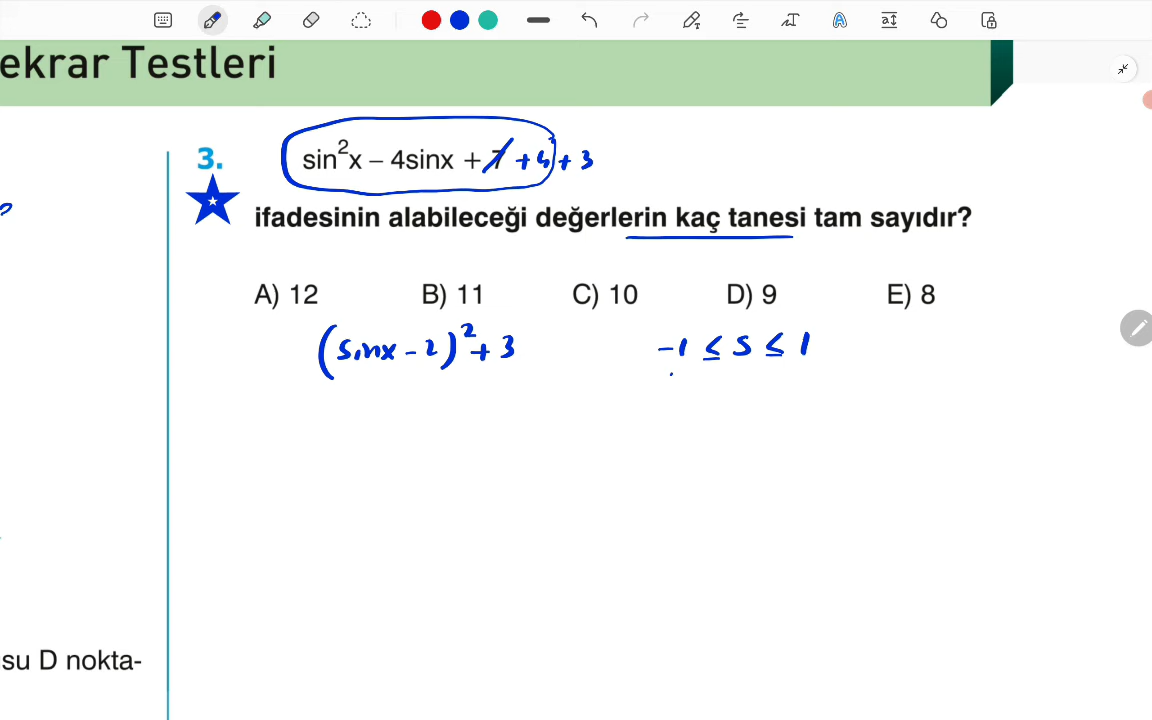 ekrar Testleri
3. sin²x – 4sinx + 7 + 4 + 3
ifadesinin alabileceği değerlerin kaç tanesi tam sayıdır?
A) 12 B) 11 C) 10 D) 9 E) 8
(sinx - 2)² + 3 -1 ≤ S ≤ 1
su D nokta-